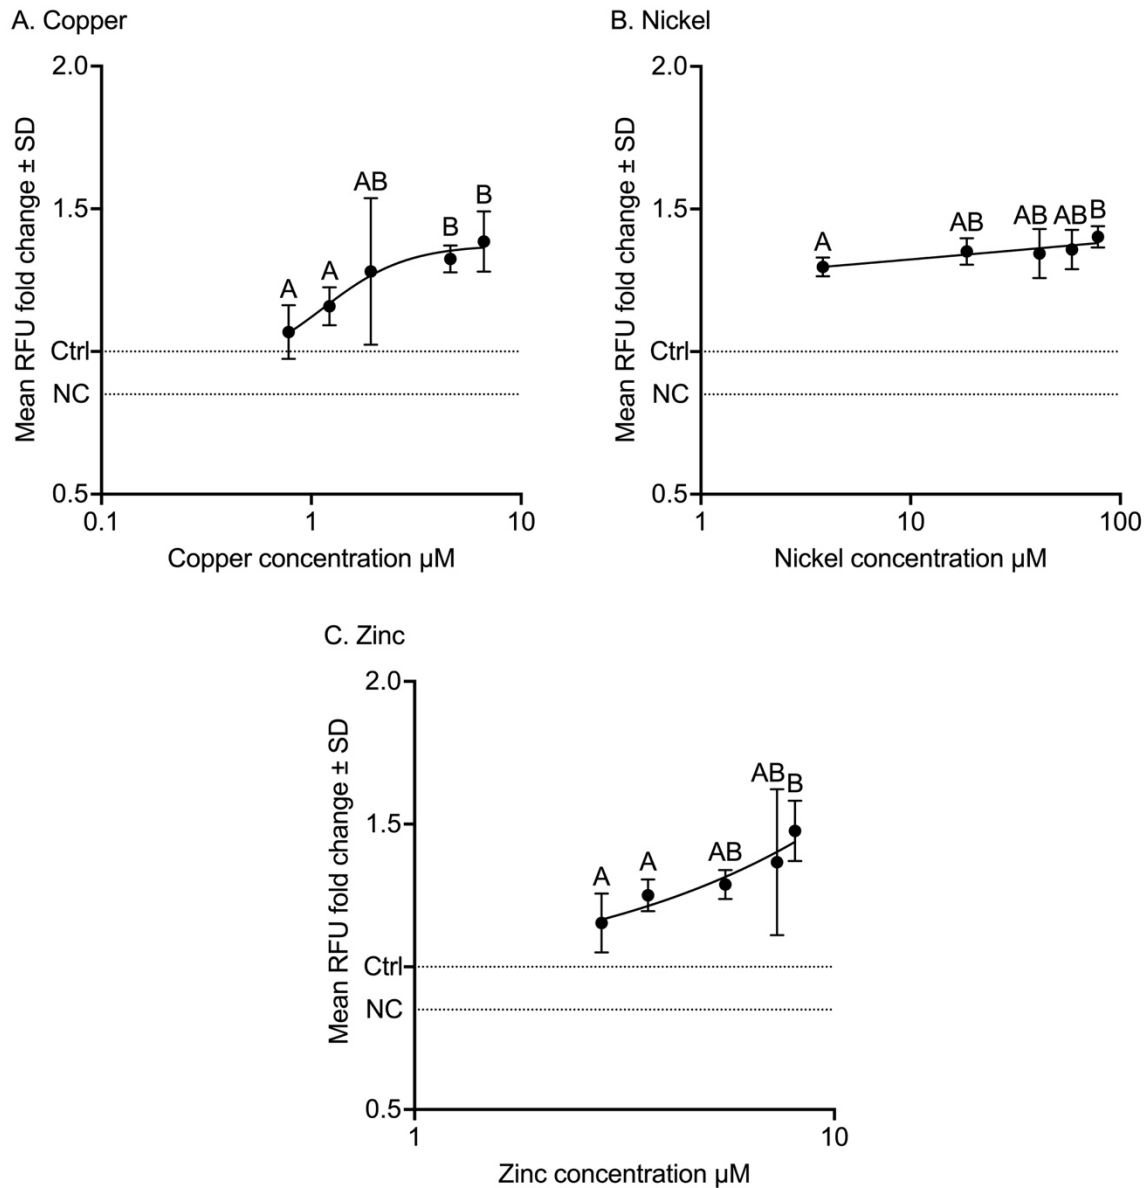 A. Copper
Mean RFU fold change ± SD
2.0
1.5
Ctrl
NC
0.5
A
A
AB
B
B
0.1
1
10
Copper concentration µM
B. Nickel
Mean RFU fold change ± SD
2.0
1.5
Ctrl
NC
0.5
A
AB
AB
AB
B
1
10
100
Nickel concentration µM
C. Zinc
Mean RFU fold change ± SD
2.0
1.5
Ctrl
NC
0.5
A
A
AB
AB
B
1
10
Zinc concentration µM